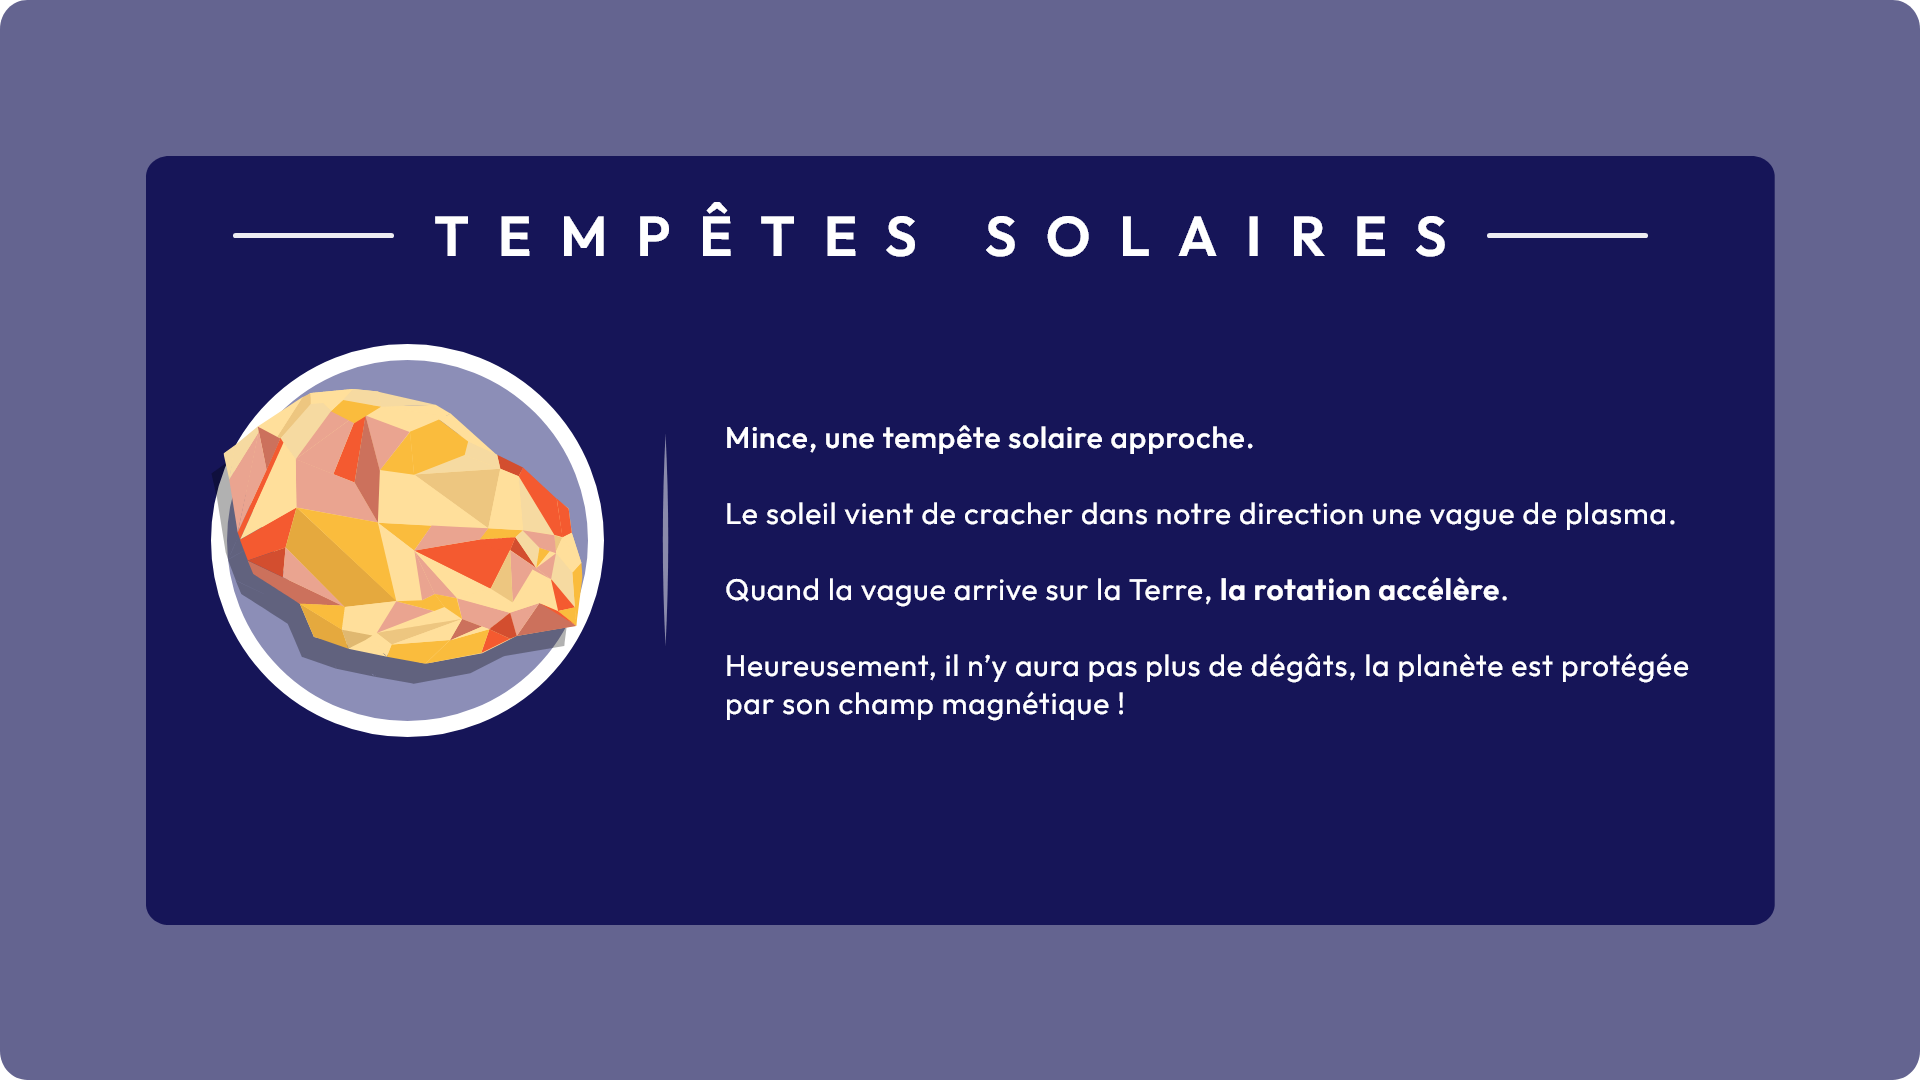 TEMPÊTES SOLAIRES
Mince, une tempête solaire approche.
Le soleil vient de cracher dans notre direction une vague de plasma.
Quand la vague arrive sur la Terre, la rotation accélère.
Heureusement, il n’y aura pas plus de dégâts, la planète est protégée
par son champ magnétique !